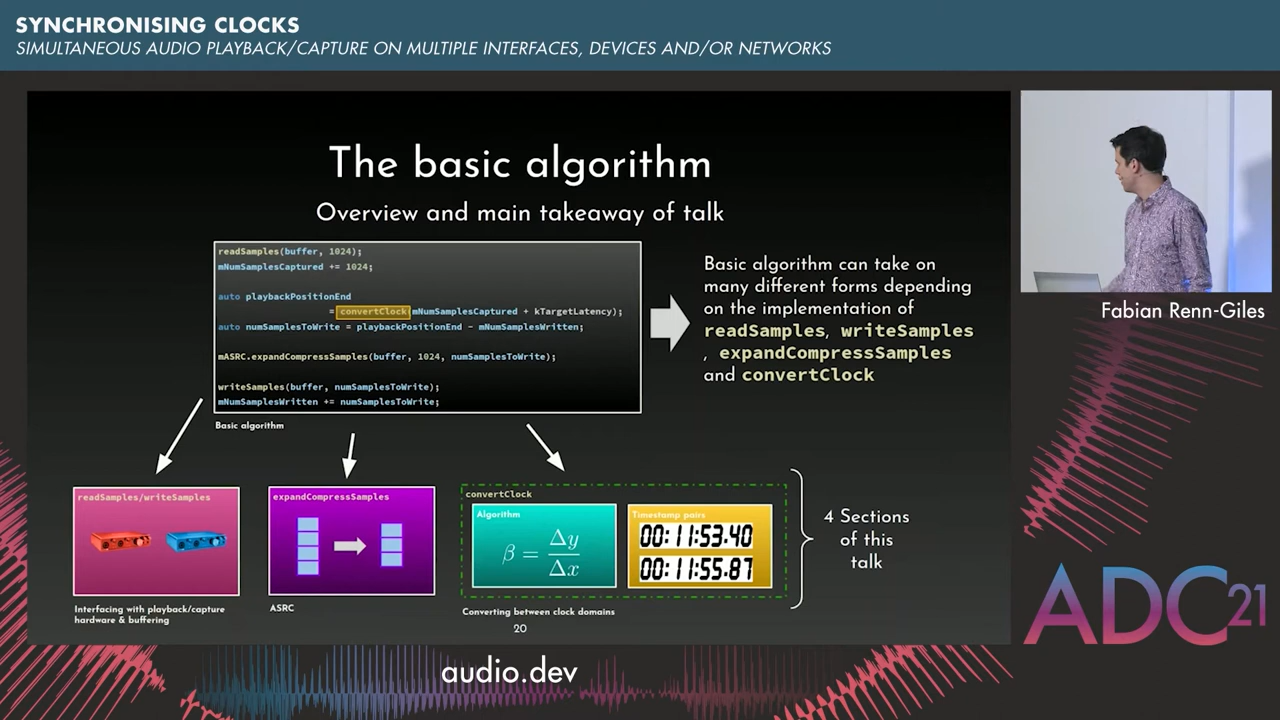 SYNCHRONISING CLOCKS
SIMULTANEOUS AUDIO PLAYBACK/CAPTURE ON MULTIPLE INTERFACES, DEVICES AND/OR NETWORKS
The basic algorithm
Overview and main takeaway of talk
readSamples(buffer, 1024);
mNumSamplesCaptured += 1024;
auto playbackPositionEnd
= convertClock(mNumSamplesCaptured + kTargetLatency);
auto numSamplesToWrite = playbackPositionEnd - mNumSamplesWritten;
mASRC.expandCompressSamples(buffer, 1024, numSamplesToWrite);
writeSamples(buffer, numSamplesToWrite);
mNumSamplesWritten += numSamplesToWrite;
Basic algorithm
Basic algorithm can take on
many different forms depending
on the implementation of
readSamples, writeSamples
, expandCompressSamples
and convertClock
Fabian Renn-Giles
readSamples/writeSamples
Interfacing with playback/capture
hardware & buffering
expandCompressSamples
ASRC
convertClock
Algorithm
β = Δy/Δx
Timestamp pairs
00:11:53.40
00:11:55.87
Converting between clock domains
4 Sections
of this
talk
20
ADC21
audio.dev